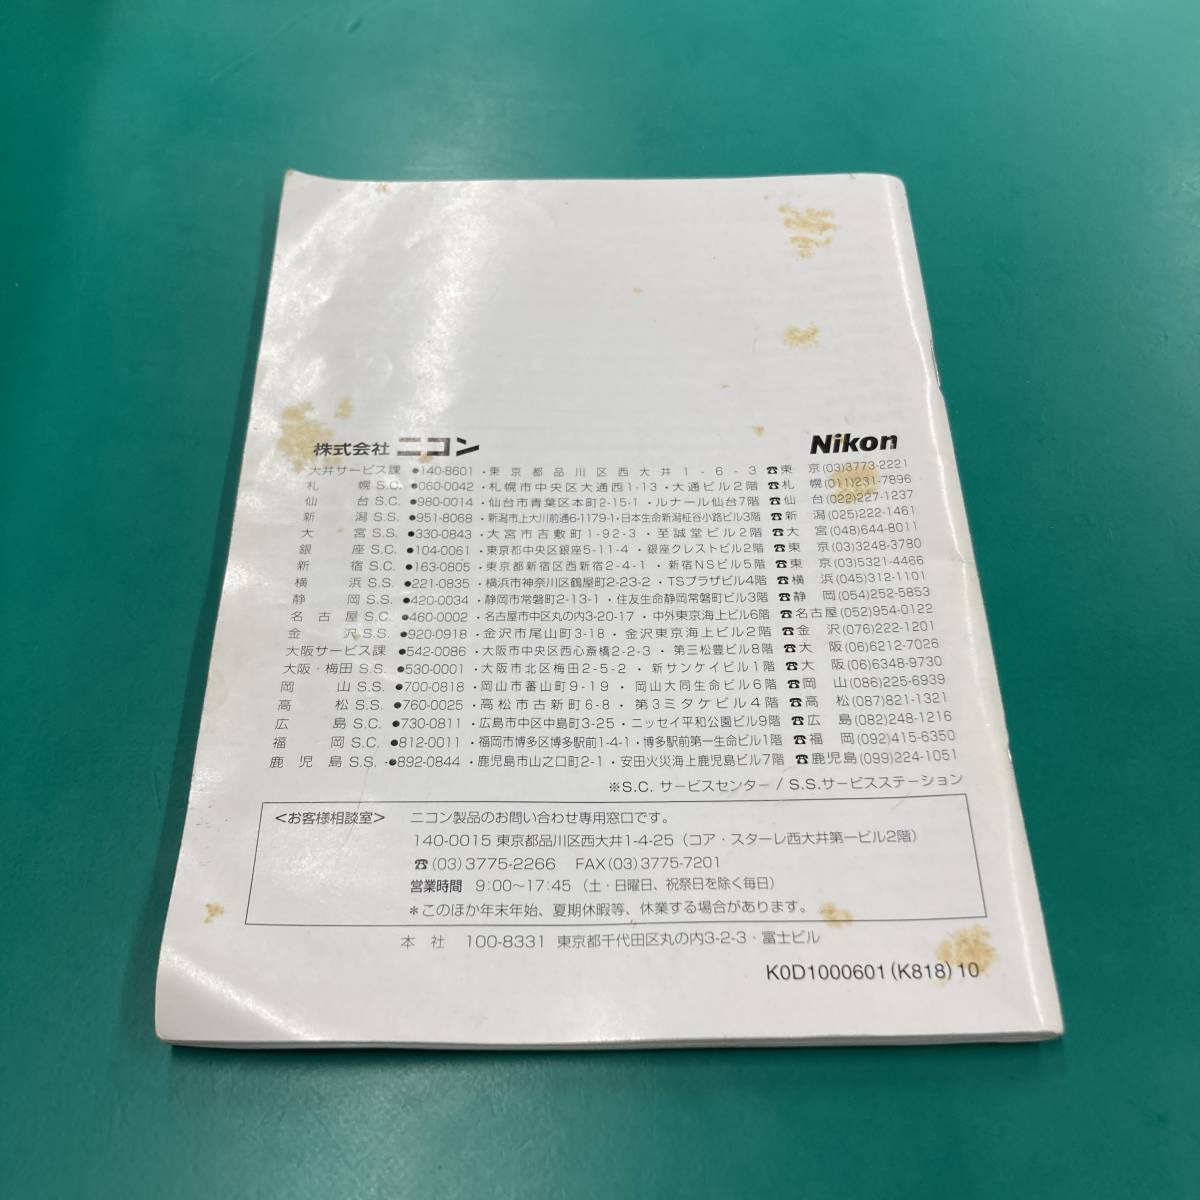 株式会社 ニコン Nikon
大井サービス課 ●140-8601・東京都品川区西大井1-6-3 ☎東京(03)3773-2221
札幌S.C. ●060-0042・札幌市中央区大通西1-13・大通ビル2階 ☎札幌(011)231-7896
仙台S.C. ●980-0014・仙台市青葉区本町2-15-1・ルナール仙台7階 ☎仙台(022)227-1237
新潟S.S. ●951-8068・新潟市上大川前通6-1179-1・日本生命新潟柾谷小路ビル3階 ☎新潟(025)222-1461
大宮S.S. ●330-0843・大宮市吉敷町1-92-3・至誠堂ビル2階 ☎大宮(048)644-8011
銀座S.C. ●104-0061・東京都中央区銀座5-11-4・銀座クレストビル2階 ☎東京(03)3248-3780
新宿S.C. ●163-0805・東京都新宿区西新宿2-4-1・新宿NSビル5階 ☎東京(03)5321-4466
横浜S.S. ●221-0835・横浜市神奈川区鶴屋町2-23-2・TSプラザビル4階 ☎横浜(045)312-1101
静岡S.S. ●420-0034・静岡市常磐町2-13-1・住友生命静岡常磐町ビル3階 ☎静岡(054)252-5853
名古屋S.C. ●460-0002・名古屋市中区丸の内3-20-17・中外東京海上ビル6階 ☎名古屋(052)954-0122
金沢S.S. ●920-0918・金沢市尾山町3-18・金沢東京海上ビル2階 ☎金沢(076)222-1201
大阪サービス課 ●542-0086・大阪市中央区西心斎橋2-2-3・第三松豊ビル8階 ☎大阪(06)6212-7026
大阪・梅田S.S. ●530-0001・大阪市北区梅田2-5-2・新サンケイビル1階 ☎大阪(06)6348-9730
岡山S.S. ●700-0818・岡山市蕃山町9-19・岡山大同生命ビル6階 ☎岡山(086)225-6939
高松S.S. ●760-0025・高松市古新町6-8・第3ミタケビル4階 ☎高松(087)821-1321
広島S.C. ●730-0811・広島市中区中島町3-25・ニッセイ平和公園ビル9階 ☎広島(082)248-1216
福岡S.C. ●812-0011・福岡市博多区博多駅前1-4-1・博多駅前第一生命ビル1階 ☎福岡(092)415-6350
鹿児島S.S.・●892-0844・鹿児島市山之口町2-1・安田火災海上鹿児島ビル7階 ☎鹿児島(099)224-1051
※S.C. サービスセンター / S.S.サービスステーション
<お客様相談室> ニコン製品のお問い合わせ専用窓口です。
140-0015 東京都品川区西大井1-4-25 (コア・スターレ西大井第一ビル2階)
☎(03)3775-2266 FAX(03)3775-7201
営業時間 9:00〜17:45 (土・日曜日、祝祭日を除く毎日)
*このほか年末年始、夏期休暇等、休業する場合があります。
本社 100-8331 東京都千代田区丸の内3-2-3・富士ビル
K0D1000601(K818)10